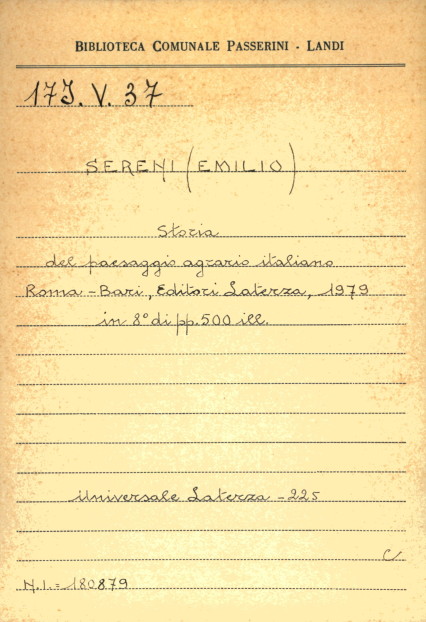 BIBLIOTECA COMUNALE PASSERINI - LANDI
17J. V. 37
SERENI (EMILIO)
Storia
del paesaggio agrario italiano
Roma - Bari, Editori Laterza, 1979
in 8° di pp. 500 ill.
Universale Laterza - 225
C
N.I. = 180879